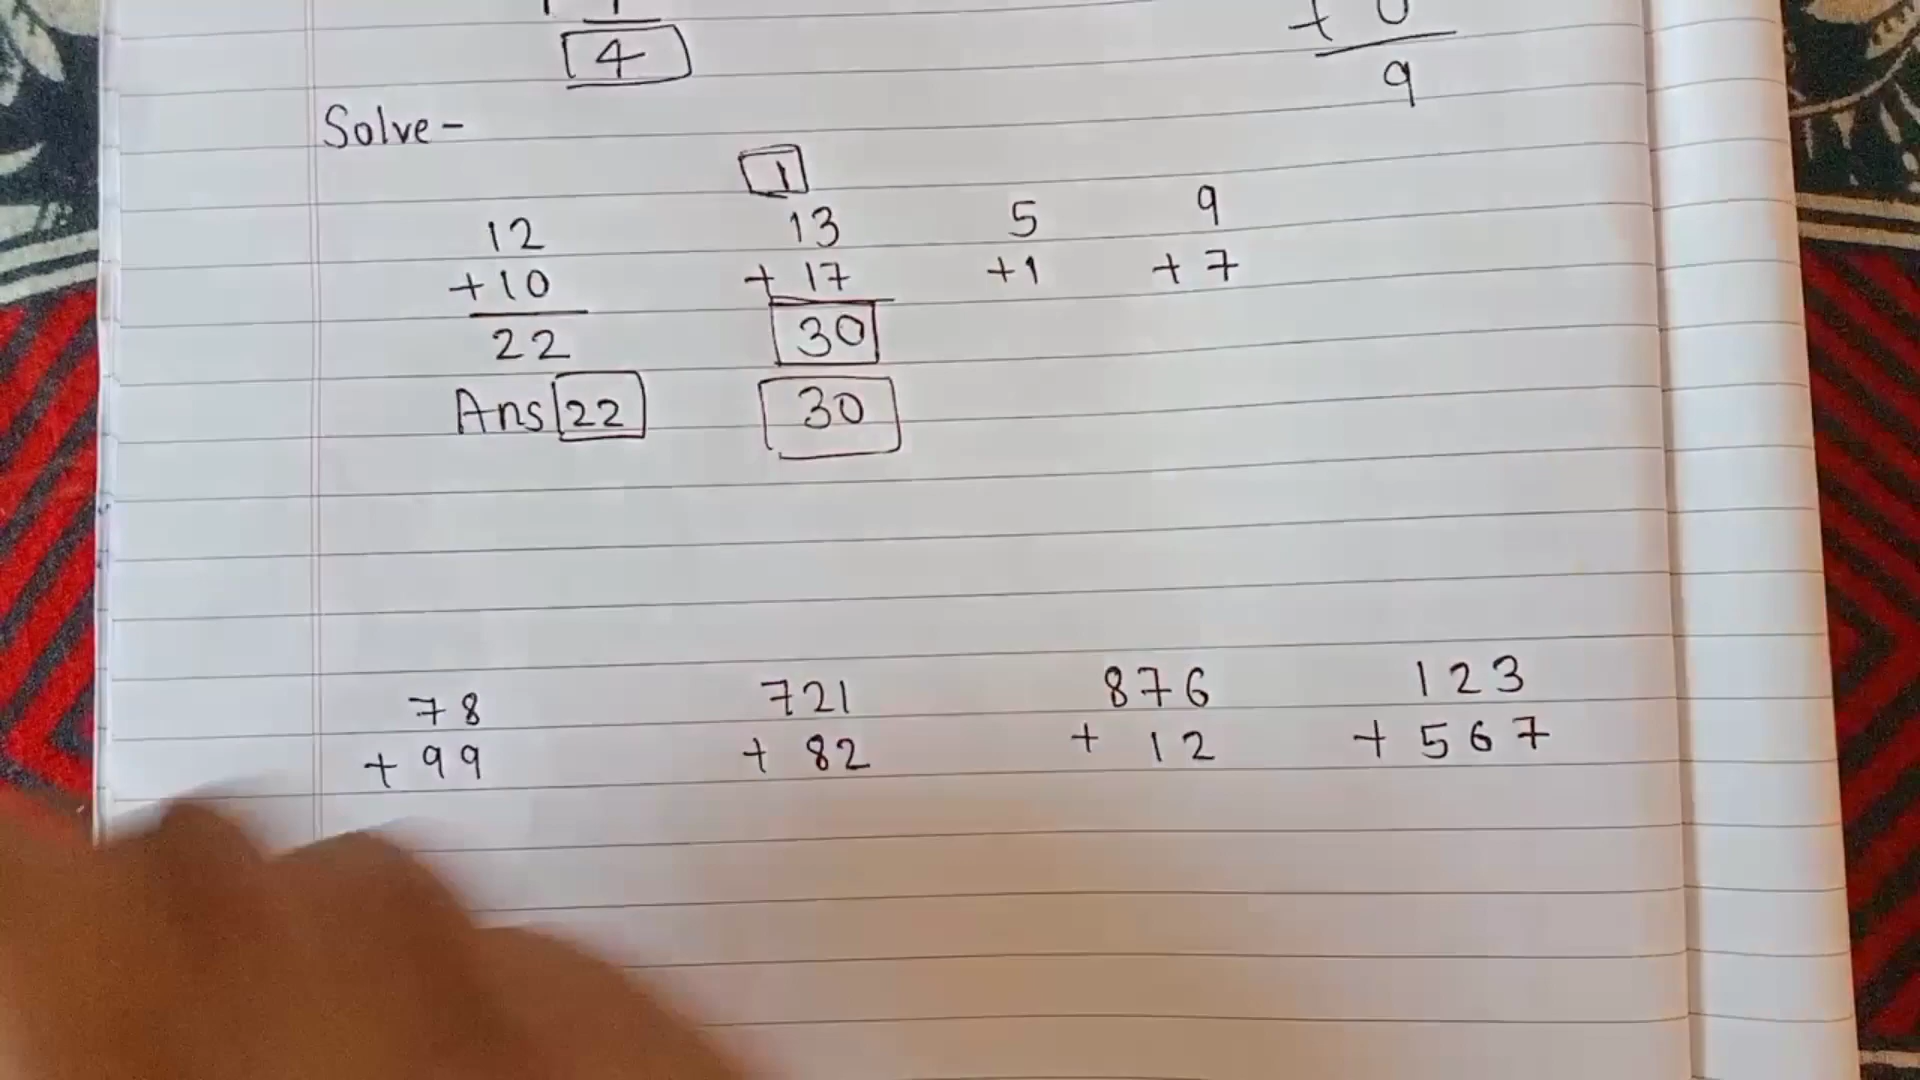 4
9
Solve-
1
12 13 5 9
+10 +17 +1 +7
22 30
Ans 22 30
78 721 876 123
+99 +82 +12 +567